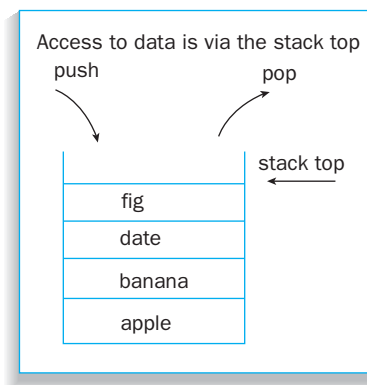 Access to data is via the stack top
push
pop
stack top
fig
date
banana
apple